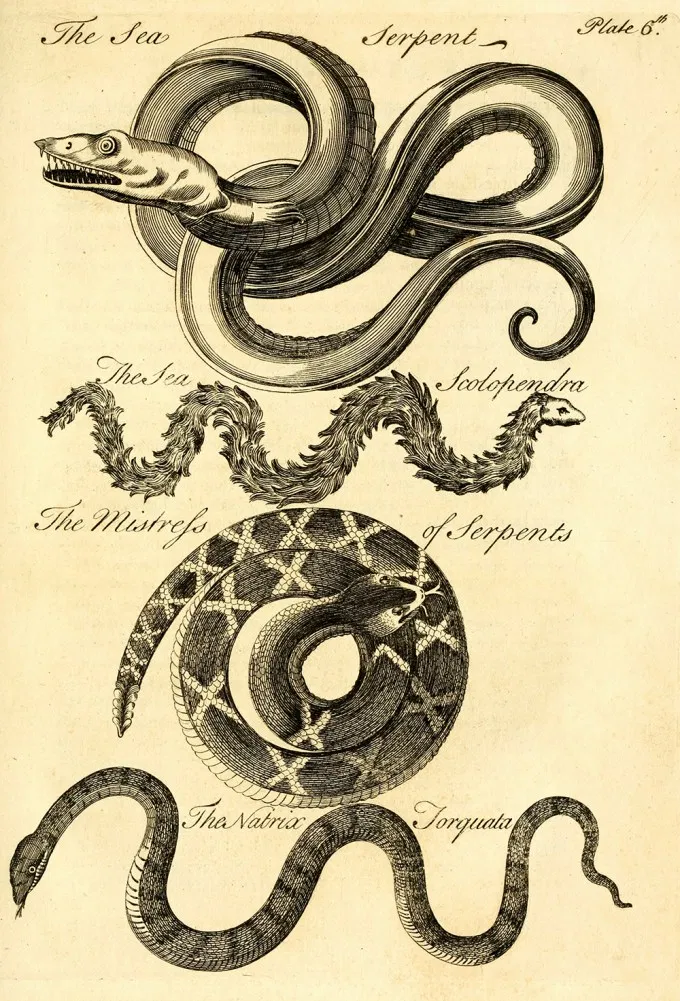 The Sea Serpent
Plate 6th.
The Sea Scolopendra
The Mistreſs of Serpents
The Natrix Torquata